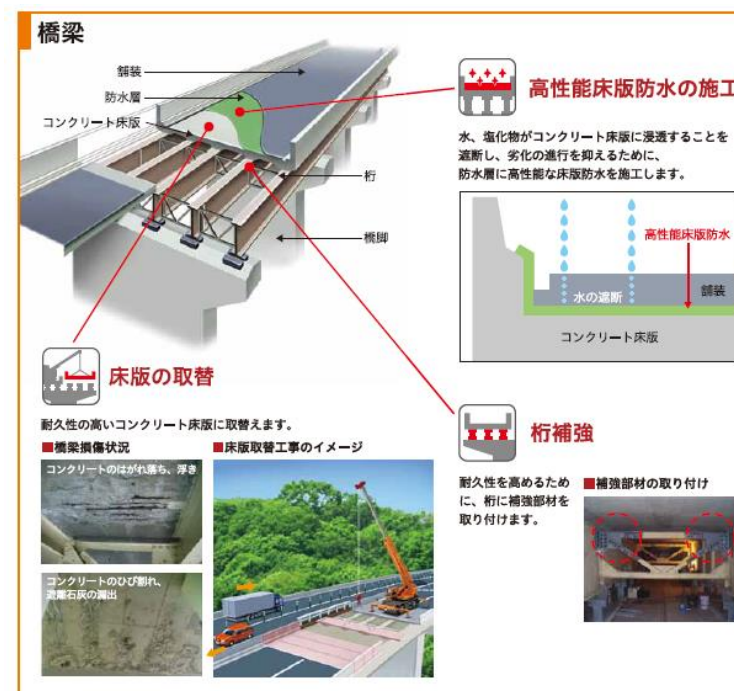 橋梁
舗装
防水層
コンクリート床版
桁
橋脚
高性能床版防水の施工
水、塩化物がコンクリート床版に浸透することを
遮断し、劣化の進行を抑えるために、
防水層に高性能な床版防水を施工します。
高性能床版防水
水の遮断
舗装
コンクリート床版
床版の取替
耐久性の高いコンクリート床版に取替えます。
■橋梁損傷状況
コンクリートのはがれ落ち、浮き
コンクリートのひび割れ、
遊離石灰の漏出
■床版取替工事のイメージ
桁補強
耐久性を高めるため
に、桁に補強部材を
取り付けます。
■補強部材の取り付け